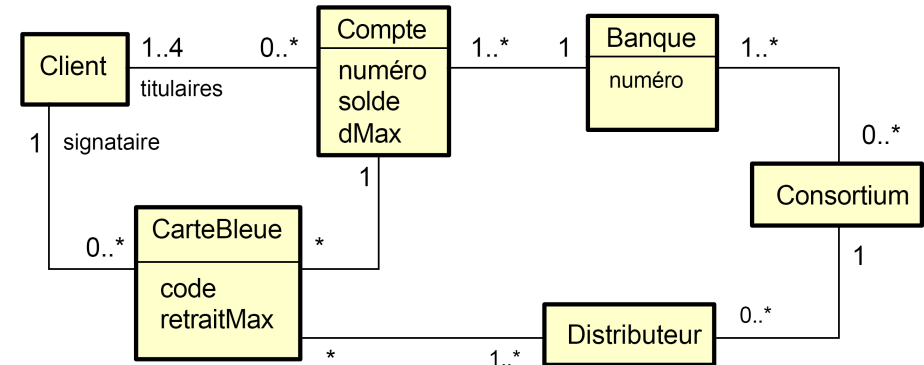 Client
1..4
titulaires
0..*
Compte
numéro
solde
dMax
1..*
1
Banque
numéro
1..*
0..*
Consortium
1
signataire
0..*
CarteBleue
code
retraitMax
*
1
*
1..*
Distributeur
0..*
1